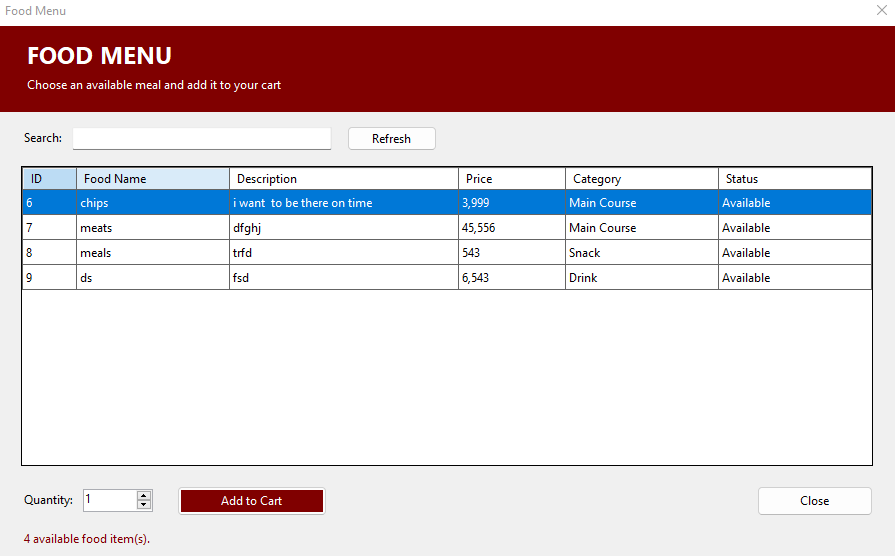 Food Menu
FOOD MENU
Choose an available meal and add it to your cart
Search: Refresh
ID Food Name Description Price Category Status
6 chips i want  to be there on time 3,999 Main Course Available
7 meats dfghj 45,556 Main Course Available
8 meals trfd 543 Snack Available
9 ds fsd 6,543 Drink Available
Quantity: 1 Add to Cart Close
4 available food item(s).